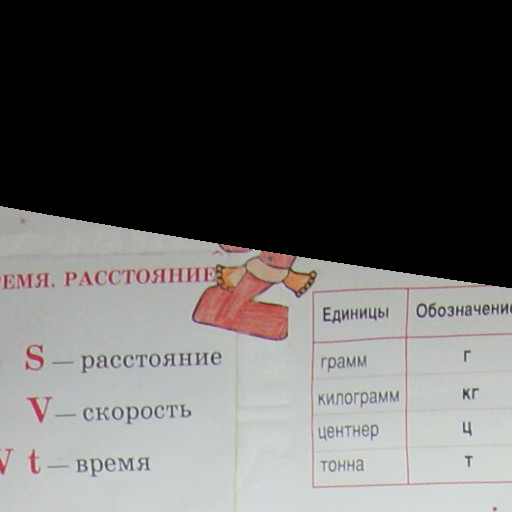 РЕМЯ. РАССТОЯНИЕ
S — расстояние
V — скорость
V t — время
Единицы Обозначение
грамм г
килограмм кг
центнер ц
тонна т